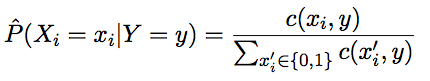 P̂(X_i = x_i|Y = y) = c(x_i, y) / ∑_{x'_i∈{0,1}} c(x'_i, y)